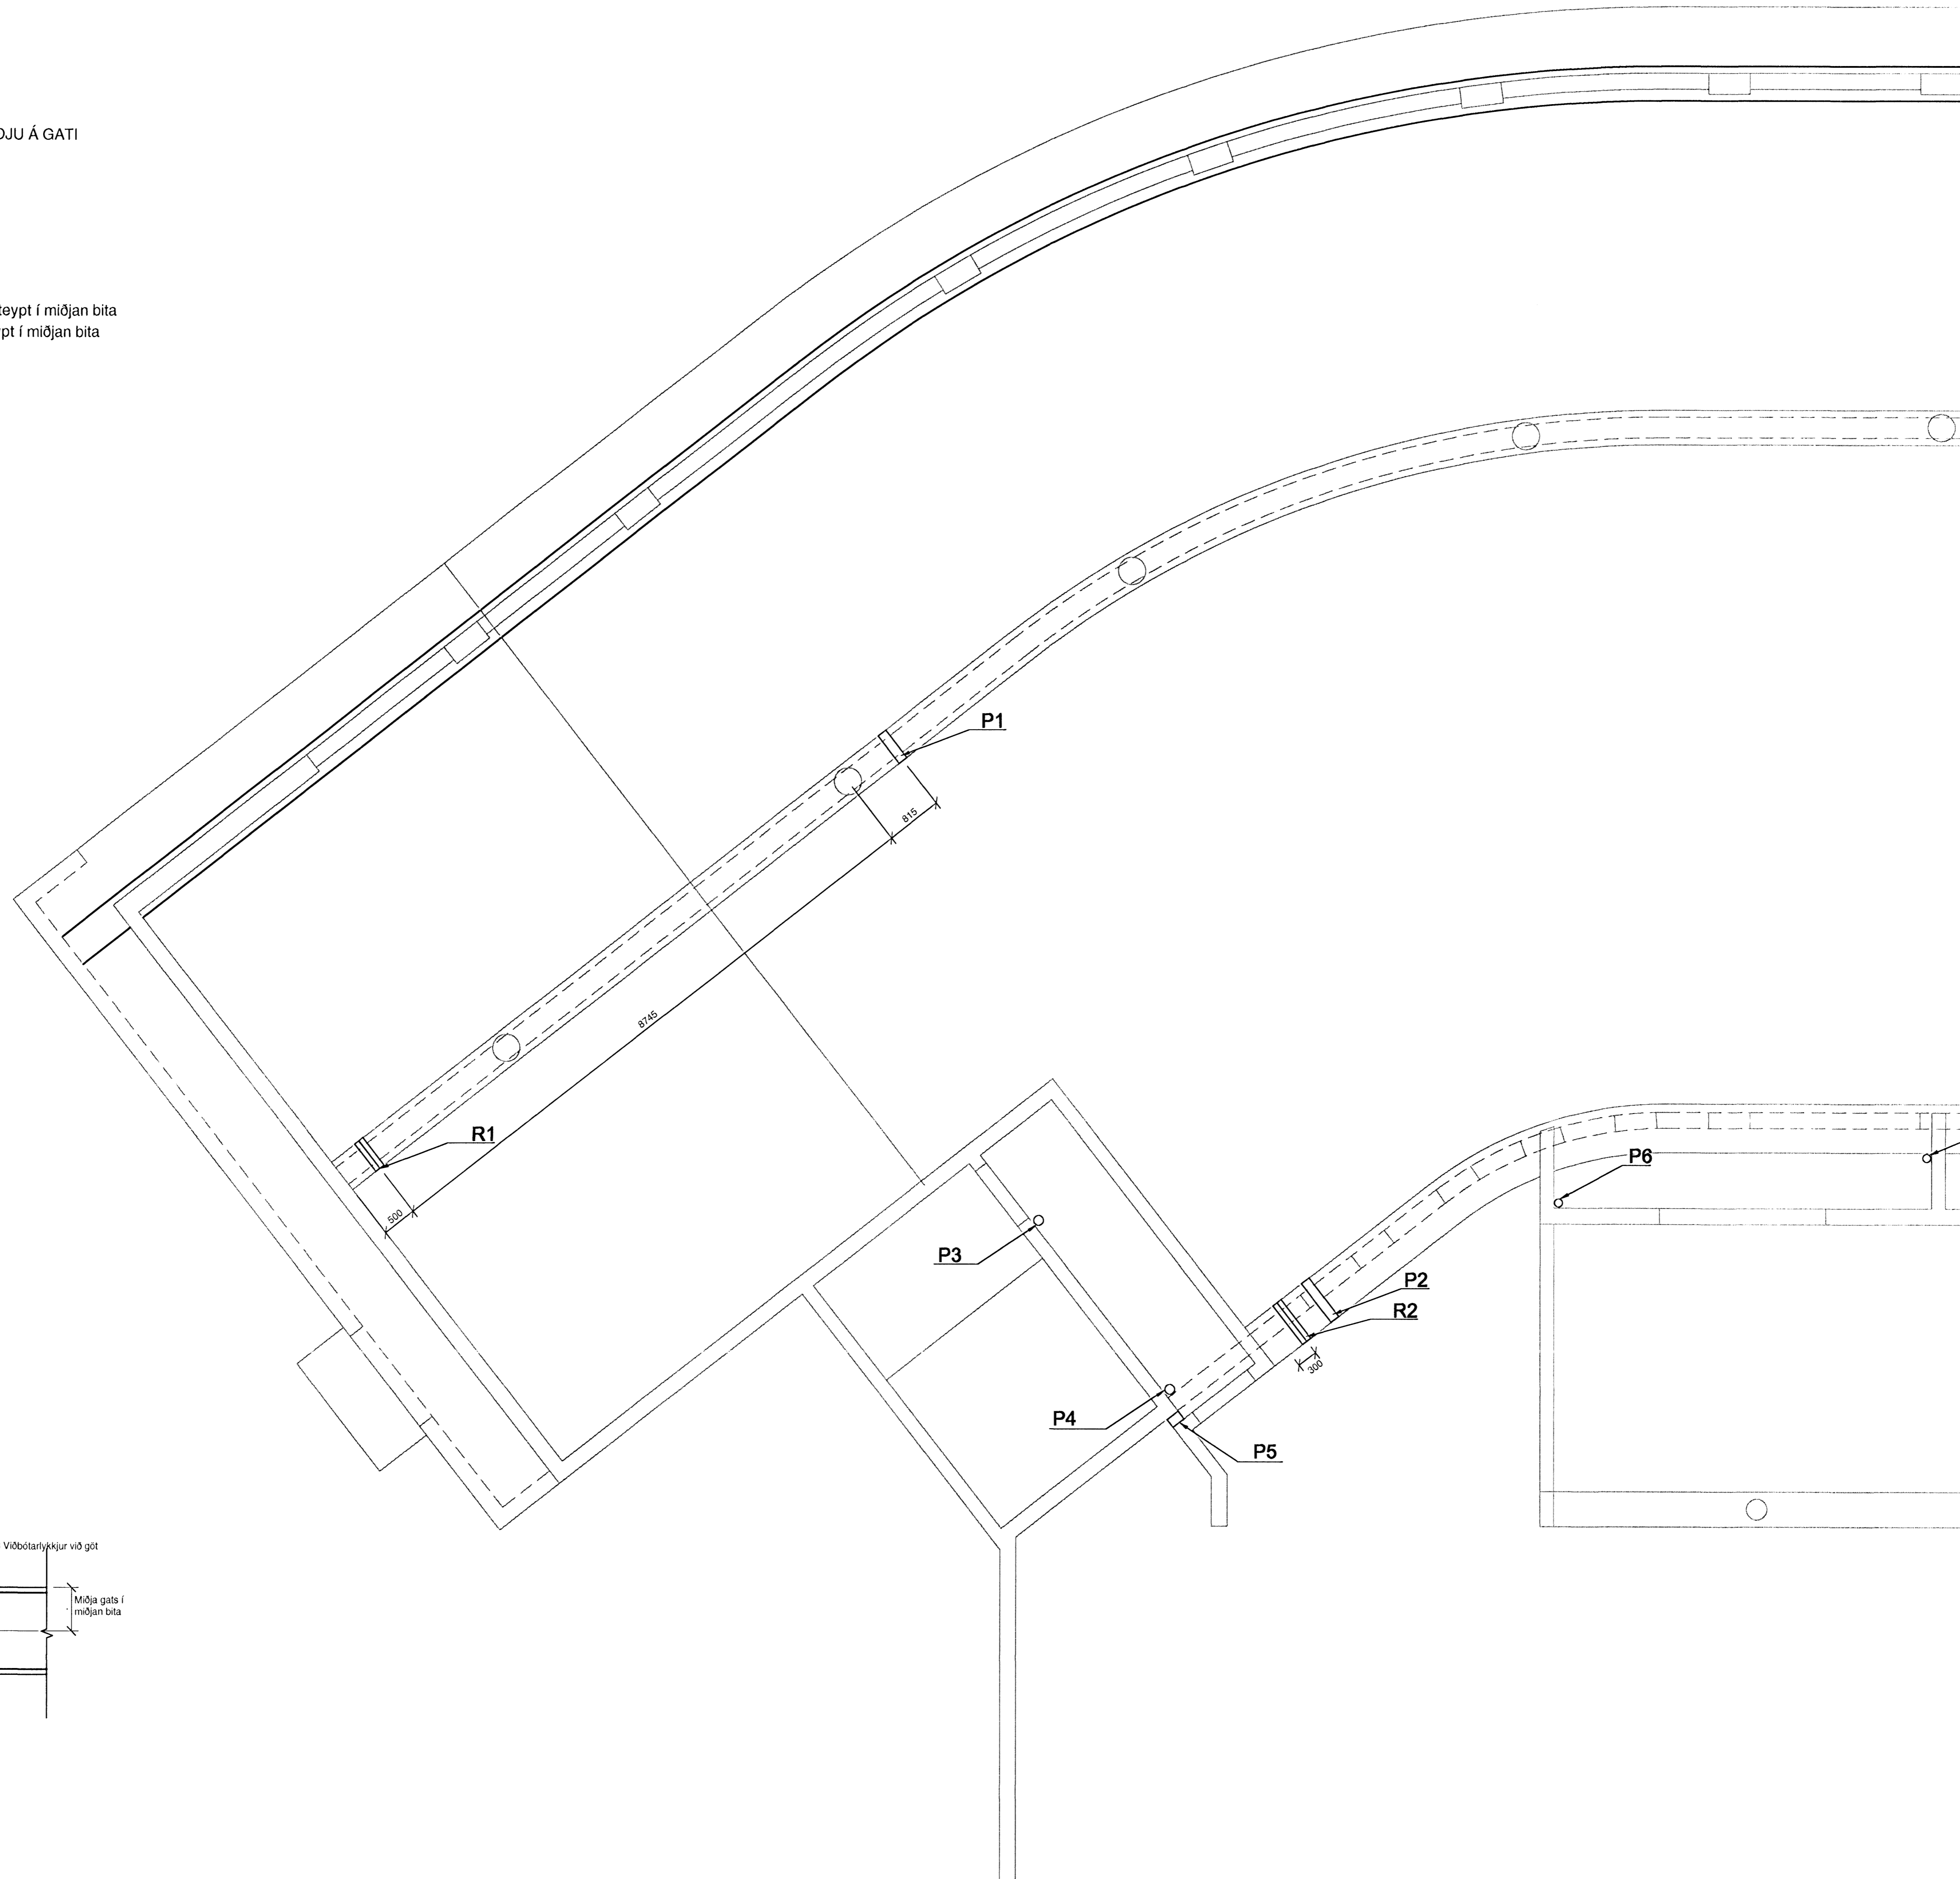 ÐJU Á GATI
teypt í miðjan bita
pt í miðjan bita
P1
815
8745
R1
500
P3
P6
P2
R2
300
P4
P5
Viðbótarlykkjur við göt
Miðja gats í
miðjan bita